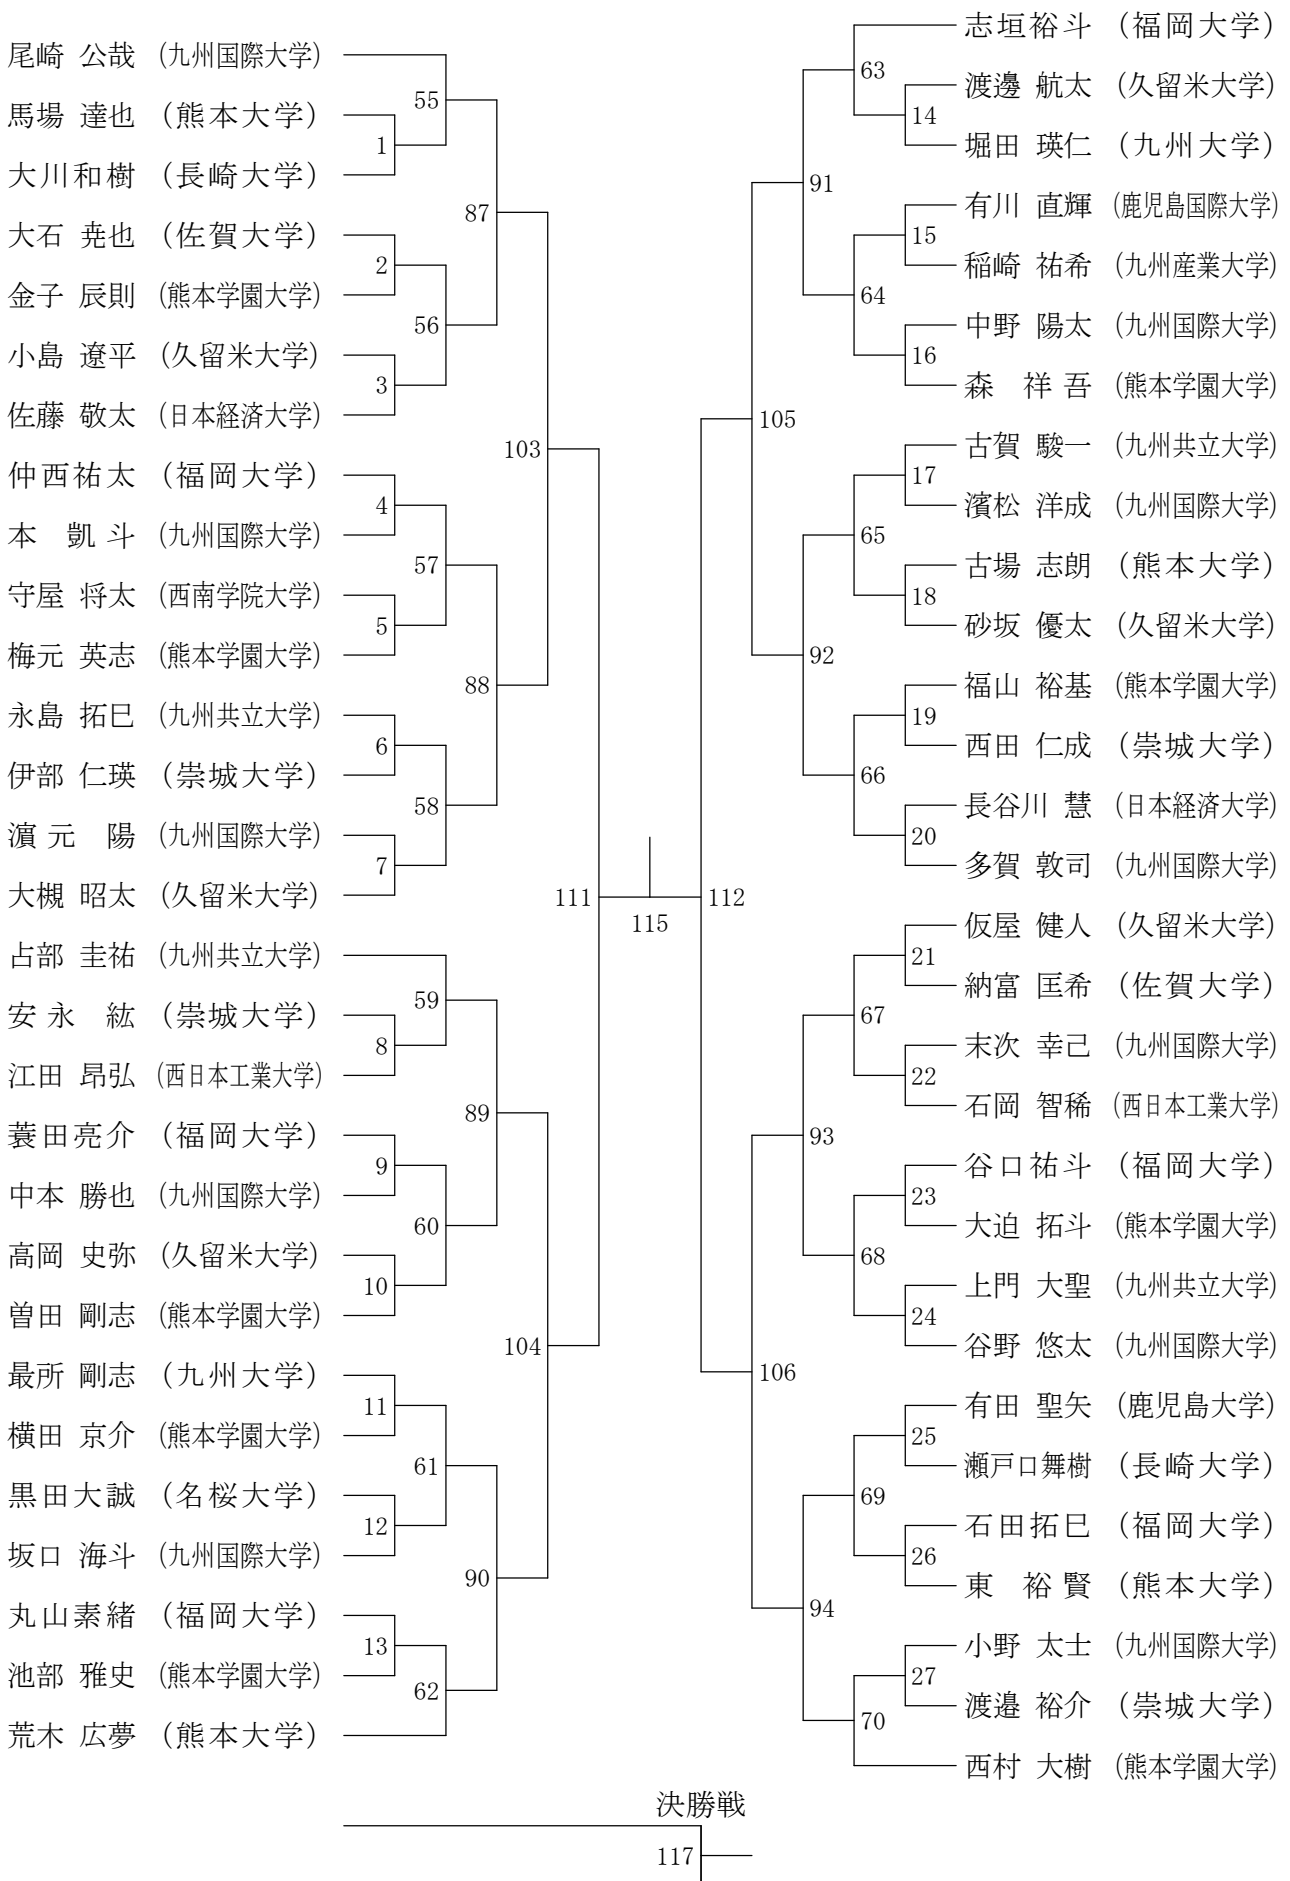 尾崎 公哉 (九州国際大学)
馬場 達也 (熊本大学)
大川和樹 (長崎大学)
大石 尭也 (佐賀大学)
金子 辰則 (熊本学園大学)
小島 遼平 (久留米大学)
佐藤 敬太 (日本経済大学)
仲西祐太 (福岡大学)
本 凱斗 (九州国際大学)
守屋 将太 (西南学院大学)
梅元 英志 (熊本学園大学)
永島 拓巳 (九州共立大学)
伊部 仁瑛 (崇城大学)
濵元 陽 (九州国際大学)
大槻 昭太 (久留米大学)
占部 圭祐 (九州共立大学)
安永 紘 (崇城大学)
江田 昂弘 (西日本工業大学)
蓑田亮介 (福岡大学)
中本 勝也 (九州国際大学)
高岡 史弥 (久留米大学)
曽田 剛志 (熊本学園大学)
最所 剛志 (九州大学)
横田 京介 (熊本学園大学)
黒田大誠 (名桜大学)
坂口 海斗 (九州国際大学)
丸山素緒 (福岡大学)
池部 雅史 (熊本学園大学)
荒木 広夢 (熊本大学)
1
2
3
4
5
6
7
8
9
10
11
12
13
55
56
57
58
59
60
61
62
87
88
89
90
103
104
111
115
112
105
106
91
92
93
94
63
64
65
66
67
68
69
70
14
15
16
17
18
19
20
21
22
23
24
25
26
27
志垣裕斗 (福岡大学)
渡邊 航太 (久留米大学)
堀田 瑛仁 (九州大学)
有川 直輝 (鹿児島国際大学)
稲崎 祐希 (九州産業大学)
中野 陽太 (九州国際大学)
森 祥吾 (熊本学園大学)
古賀 駿一 (九州共立大学)
濱松 洋成 (九州国際大学)
古場 志朗 (熊本大学)
砂坂 優太 (久留米大学)
福山 裕基 (熊本学園大学)
西田 仁成 (崇城大学)
長谷川 慧 (日本経済大学)
多賀 敦司 (九州国際大学)
仮屋 健人 (久留米大学)
納富 匡希 (佐賀大学)
末次 幸己 (九州国際大学)
石岡 智稀 (西日本工業大学)
谷口祐斗 (福岡大学)
大迫 拓斗 (熊本学園大学)
上門 大聖 (九州共立大学)
谷野 悠太 (九州国際大学)
有田 聖矢 (鹿児島大学)
瀬戸口舞樹 (長崎大学)
石田拓巳 (福岡大学)
東 裕賢 (熊本大学)
小野 太士 (九州国際大学)
渡邉 裕介 (崇城大学)
西村 大樹 (熊本学園大学)
決勝戦
117